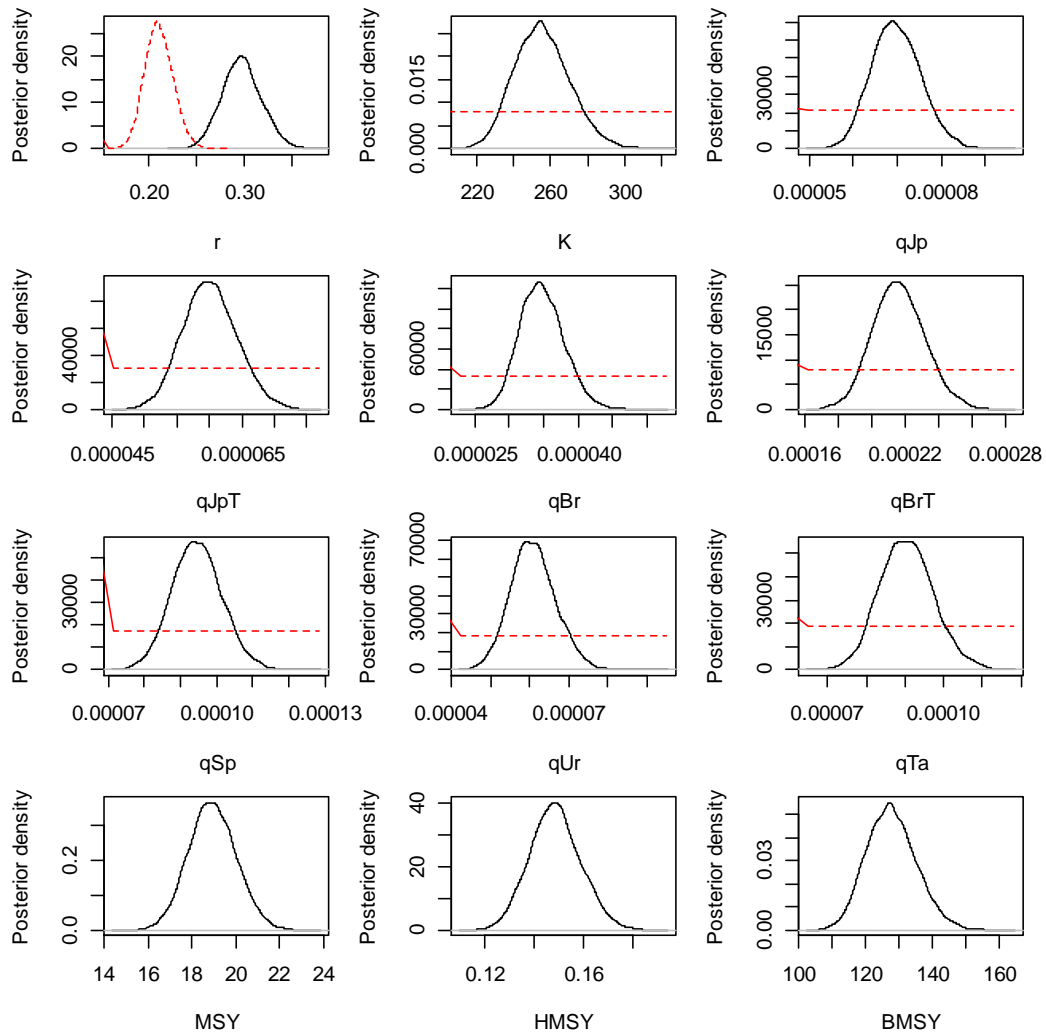 Posterior density
0 10 20
0.20 0.30
r
Posterior density
0.000 0.015
220 260 300
K
Posterior density
0 30000
0.00005 0.00008
qJp
Posterior density
0 40000
0.000045 0.000065
qJpT
Posterior density
0 60000
0.000025 0.000040
qBr
Posterior density
0 15000
0.00016 0.00022 0.00028
qBrT
Posterior density
0 30000
0.00007 0.00010 0.00013
qSp
Posterior density
0 30000 70000
0.00004 0.00007
qUr
Posterior density
0 30000
0.00007 0.00010
qTa
Posterior density
0.0 0.2
14 16 18 20 22 24
MSY
Posterior density
0 20 40
0.12 0.16
HMSY
Posterior density
0.00 0.03
100 120 140 160
BMSY